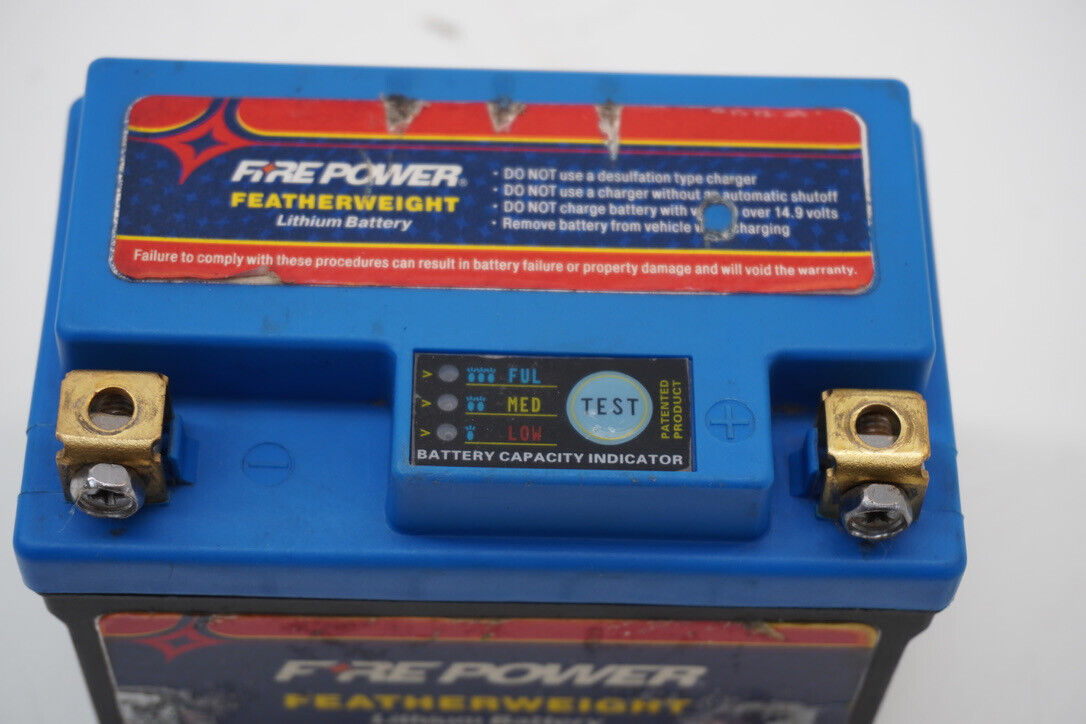 FIRE POWER®
FEATHERWEIGHT
Lithium Battery
• DO NOT use a desulfation type charger
• DO NOT use a charger without an automatic shutoff
• DO NOT charge battery with over 14.9 volts
• Remove battery from vehicle charging
Failure to comply with these procedures can result in battery failure or property damage and will void the warranty.
V FUL
V MED
V LOW
TEST
PATENTED
PRODUCT
BATTERY CAPACITY INDICATOR
−
+
FIRE POWER
FEATHERWEIGHT
Lithium Battery